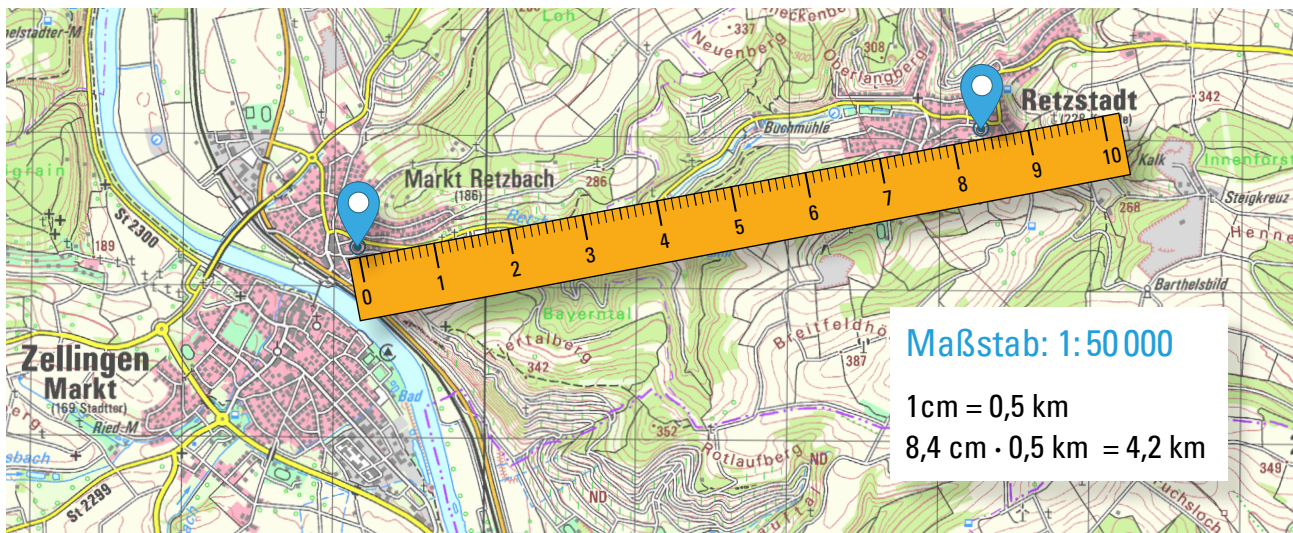 Loh
337
Neuenberg
308
Oberlangberg
Retzstadt
342
Buchmühle
Kalk
Innenforst
Markt Retzbach
(186)
286
Steigkreuz
268
St 2300
189
0 1 2 3 4 5 6 7 8 9 10
Barthelsbild
Bayerntal
342
387
Zellingen
Markt
(169 Stadtter)
Ried-M
Bad
352
Rotlaufberg
ND
ND
349
St 2299
Maßstab: 1:50 000
1 cm = 0,5 km
8,4 cm · 0,5 km = 4,2 km